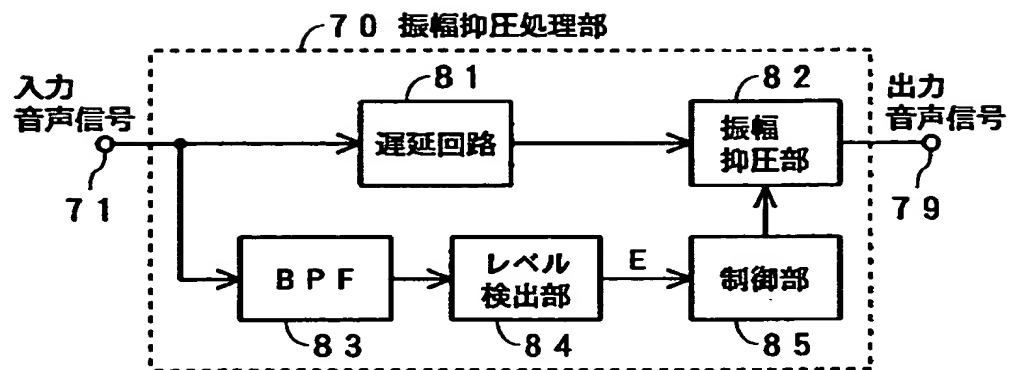 70 振幅抑圧処理部
入力
音声信号
71
81
遅延回路
82
振幅
抑圧部
出力
音声信号
79
BPF
83
レベル
検出部
84
E
制御部
85